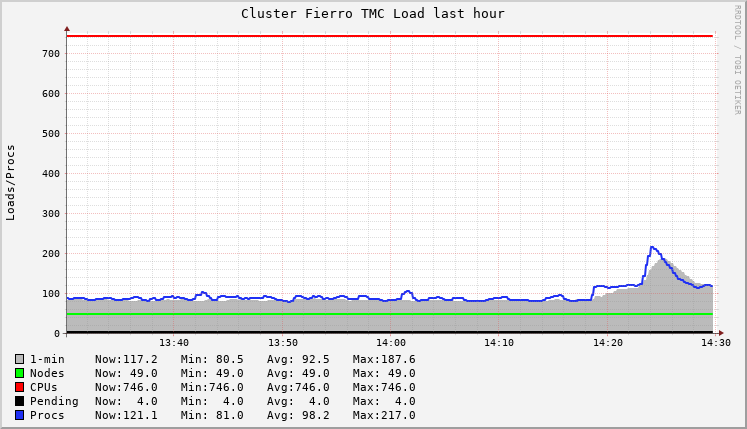 Cluster Fierro TMC Load last hour
RRDTOOL / TOBI OETIKER
Loads/Procs
700
600
500
400
300
200
100
0
13:40 13:50 14:00 14:10 14:20 14:30
1-min Now:117.2 Min: 80.5 Avg: 92.5 Max:187.6
Nodes Now: 49.0 Min: 49.0 Avg: 49.0 Max: 49.0
CPUs Now:746.0 Min:746.0 Avg:746.0 Max:746.0
Pending Now: 4.0 Min: 4.0 Avg: 4.0 Max: 4.0
Procs Now:121.1 Min: 81.0 Avg: 98.2 Max:217.0